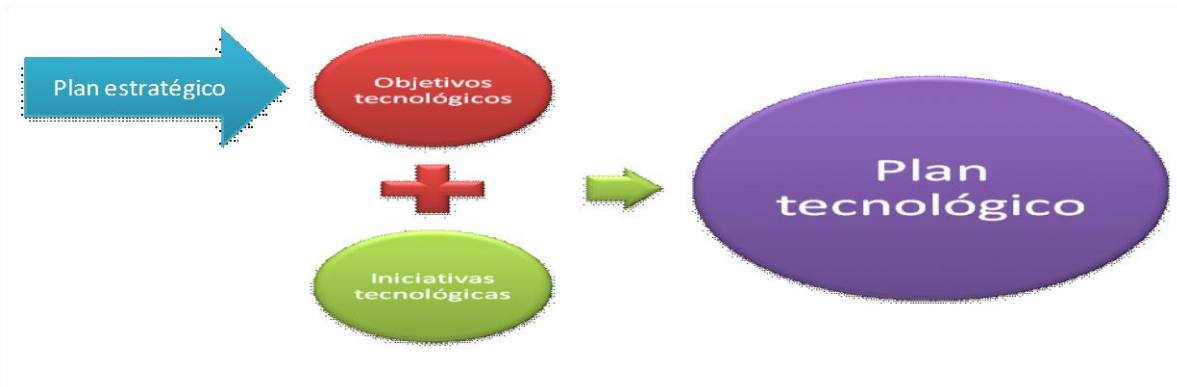 Plan estratégico
Objetivos
tecnológicos
Iniciativas
tecnológicas
Plan
tecnológico